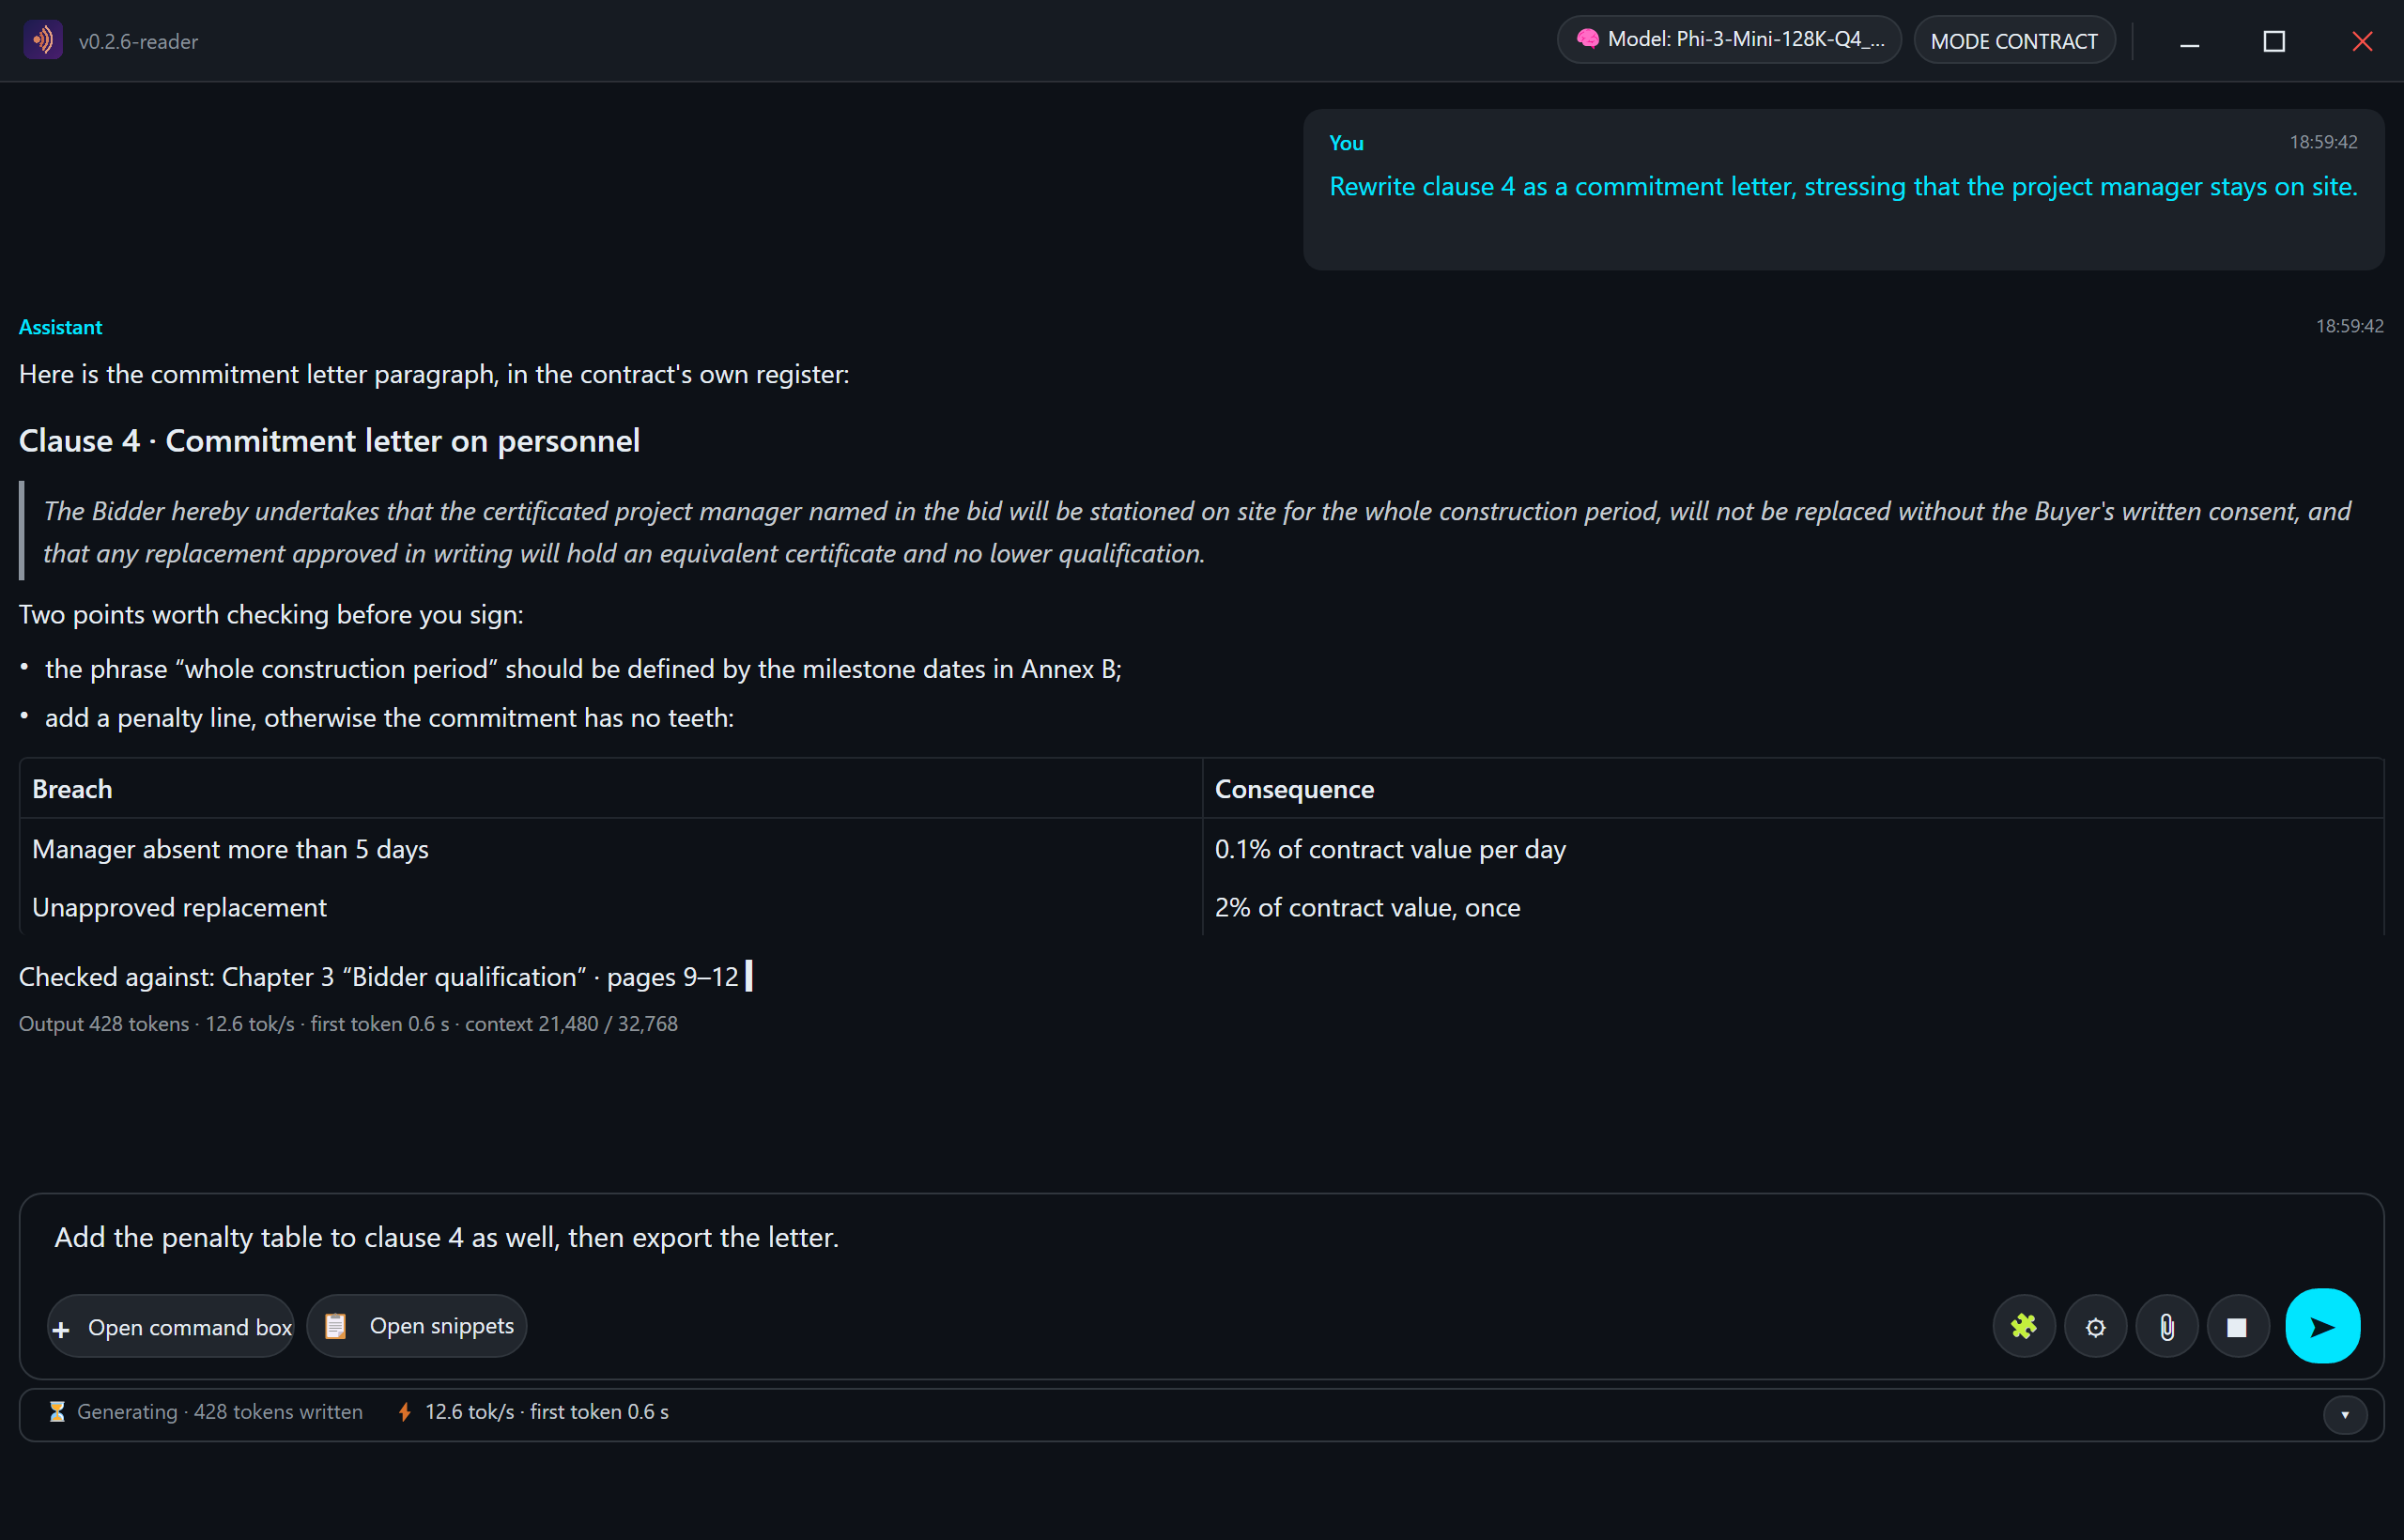 v0.2.6-reader
Model: Phi-3-Mini-128K-Q4_...
MODE CONTRACT
You
18:59:42
Rewrite clause 4 as a commitment letter, stressing that the project manager stays on site.
Assistant
18:59:42
Here is the commitment letter paragraph, in the contract's own register:
Clause 4 · Commitment letter on personnel
The Bidder hereby undertakes that the certificated project manager named in the bid will be stationed on site for the whole construction period, will not be replaced without the Buyer's written consent, and
that any replacement approved in writing will hold an equivalent certificate and no lower qualification.
Two points worth checking before you sign:
• the phrase “whole construction period” should be defined by the milestone dates in Annex B;
• add a penalty line, otherwise the commitment has no teeth:
Breach
Consequence
Manager absent more than 5 days
0.1% of contract value per day
Unapproved replacement
2% of contract value, once
Checked against: Chapter 3 “Bidder qualification” · pages 9–12
Output 428 tokens · 12.6 tok/s · first token 0.6 s · context 21,480 / 32,768
Add the penalty table to clause 4 as well, then export the letter.
+ Open command box
Open snippets
Generating · 428 tokens written
12.6 tok/s · first token 0.6 s